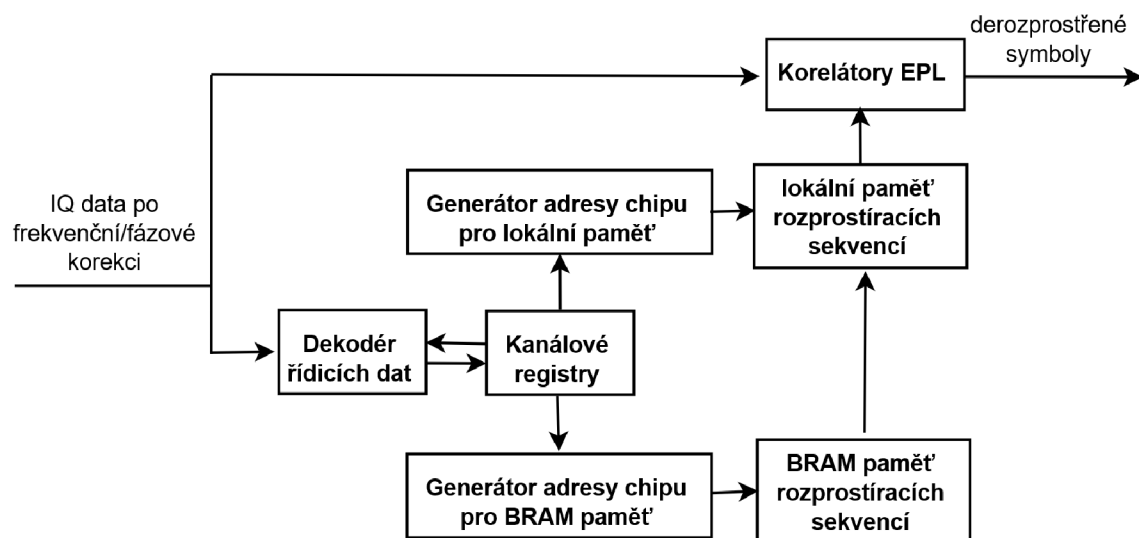 derozprostřené
symboly
Korelátory EPL
IQ data po
frekvenční/fázové
korekci
Generátor adresy chipu
pro lokální paměť
lokální paměť
rozprostíracích
sekvencí
Dekodér
řídicích dat
Kanálové
registry
Generátor adresy chipu
pro BRAM paměť
BRAM paměť
rozprostíracích
sekvencí